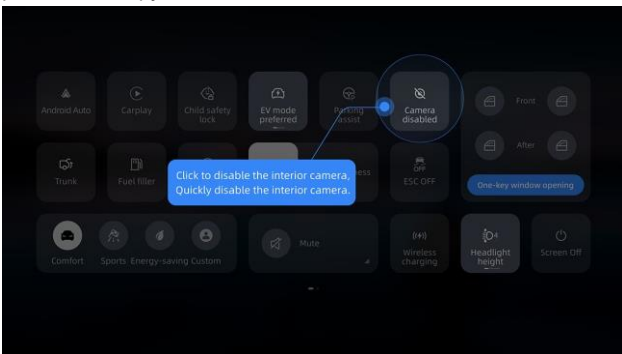 Android Auto
Carplay
Child safety
lock
EV mode
preferred
Parking
assist
Camera
disabled
Front
After
Trunk
Fuel filler
Click to disable the interior camera,
Quickly disable the interior camera.
OFF
ESC OFF
One-key window opening
Comfort
Sports
Energy-saving
Custom
Mute
Wireless
charging
4
Headlight
height
Screen Off